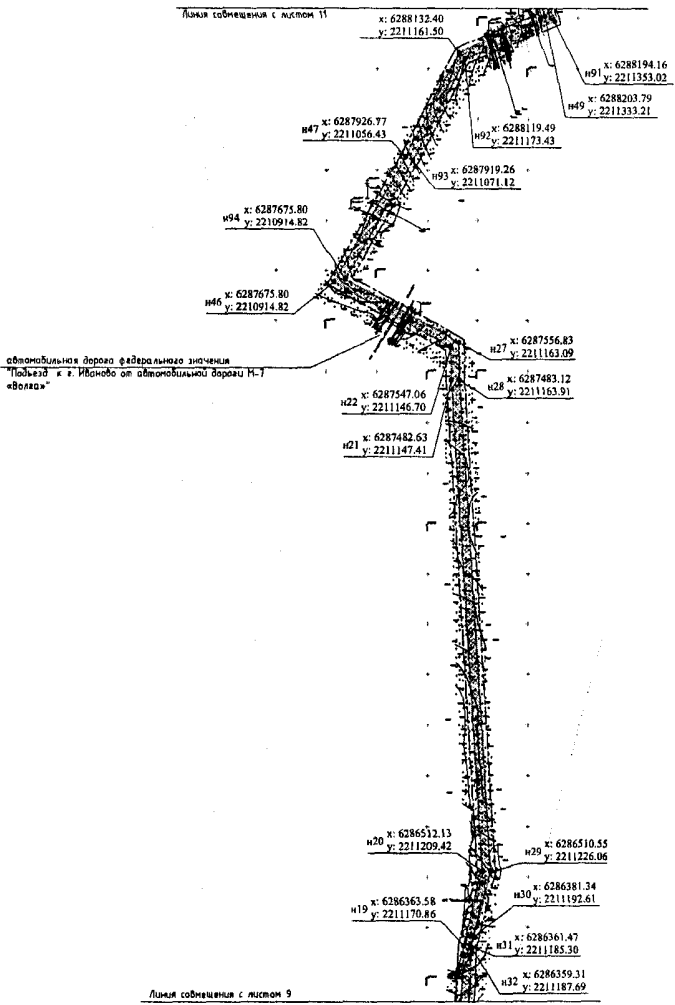 Линия совмещения с листом 11
x: 6288132.40
y: 2211161.50
н91 x: 6288194.16
y: 2211353.02
н49 x: 6288203.79
y: 2211333.21
н47 x: 6287926.77
y: 2211056.43
н92 x: 6288119.49
y: 2211173.43
н93 x: 6287919.26
y: 2211071.12
н94 x: 6287675.80
y: 2210914.82
н46 x: 6287675.80
y: 2210914.82
н27 x: 6287556.83
y: 2211163.09
автомобильная дорога федерального значения
"Подъезд к г. Иваново от автомобильной дороги М-7
«Волга»"
н28 x: 6287483.12
y: 2211163.91
н22 x: 6287547.06
y: 2211146.70
н21 x: 6287482.63
y: 2211147.41
н20 x: 6286512.13
y: 2211209.42
н29 x: 6286510.55
y: 2211226.06
н30 x: 6286381.34
y: 2211192.61
н19 x: 6286363.58
y: 2211170.86
н31 x: 6286361.47
y: 2211185.30
н32 x: 6286359.31
y: 2211187.69
Линия совмещения с листом 9